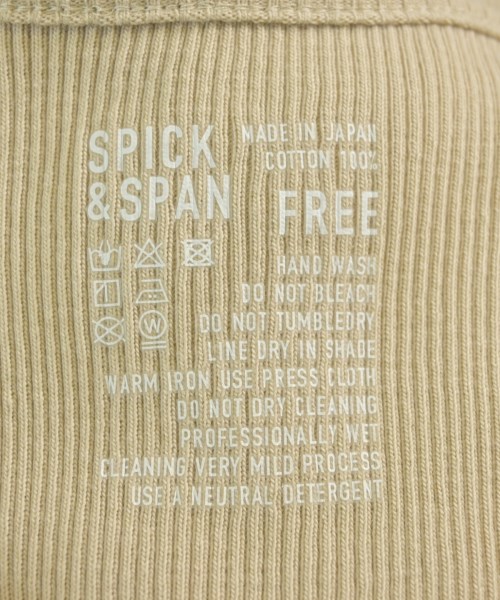 SPICK
& SPAN
MADE IN JAPAN
COTTON 100%
FREE
W
HAND WASH
DO NOT BLEACH
DO NOT TUMBLEDRY
LINE DRY IN SHADE
WARM IRON USE PRESS CLOTH
DO NOT DRY CLEANING
PROFESSIONALLY WET
CLEANING VERY MILD PROCESS
USE A NEUTRAL DETERGENT